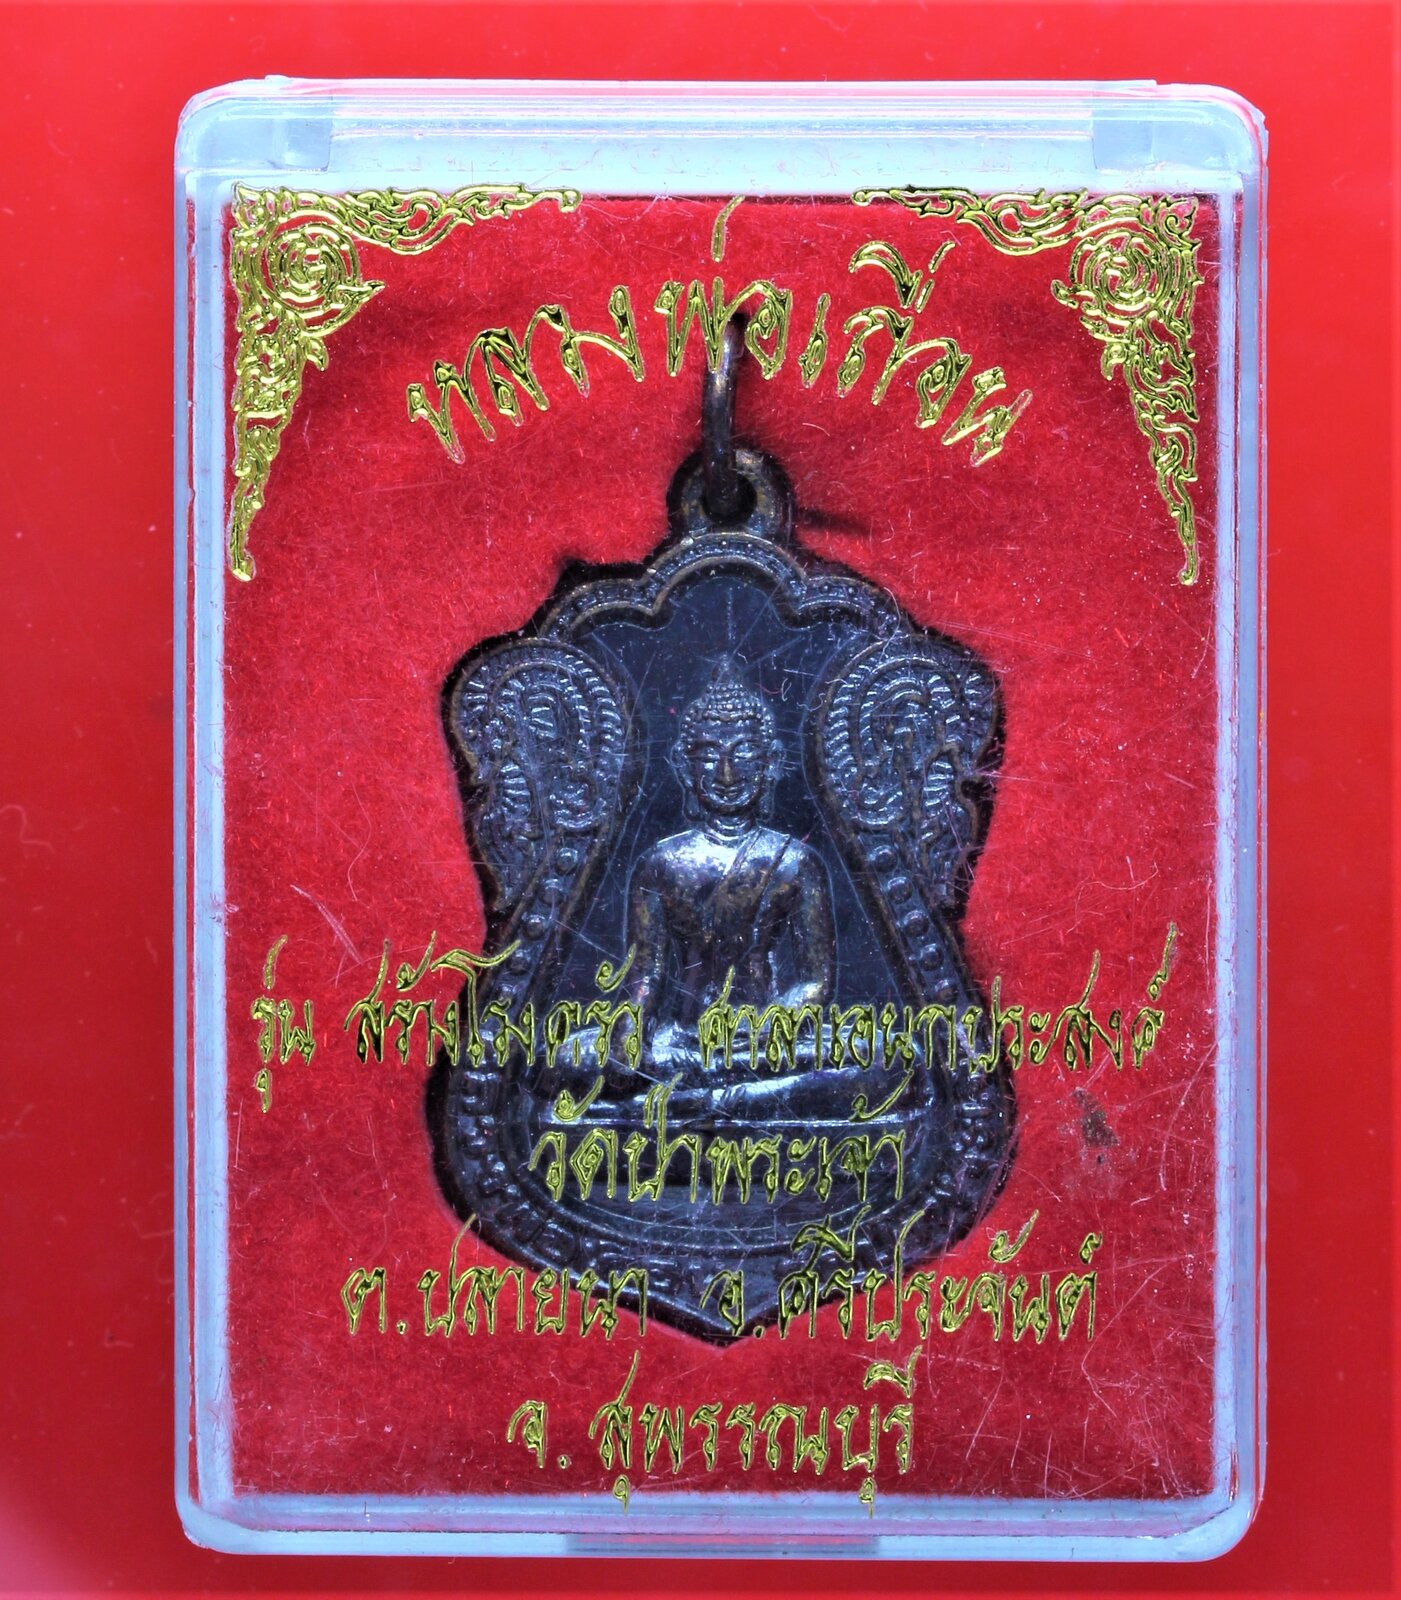 หลวงพ่อเถื่อน
รุ่น สร้างโรงครัว ศาลาเอนกประสงค์
วัดป่าพระเจ้า
ต.ปลายนา อ.ศรีประจันต์
จ.สุพรรณบุรี